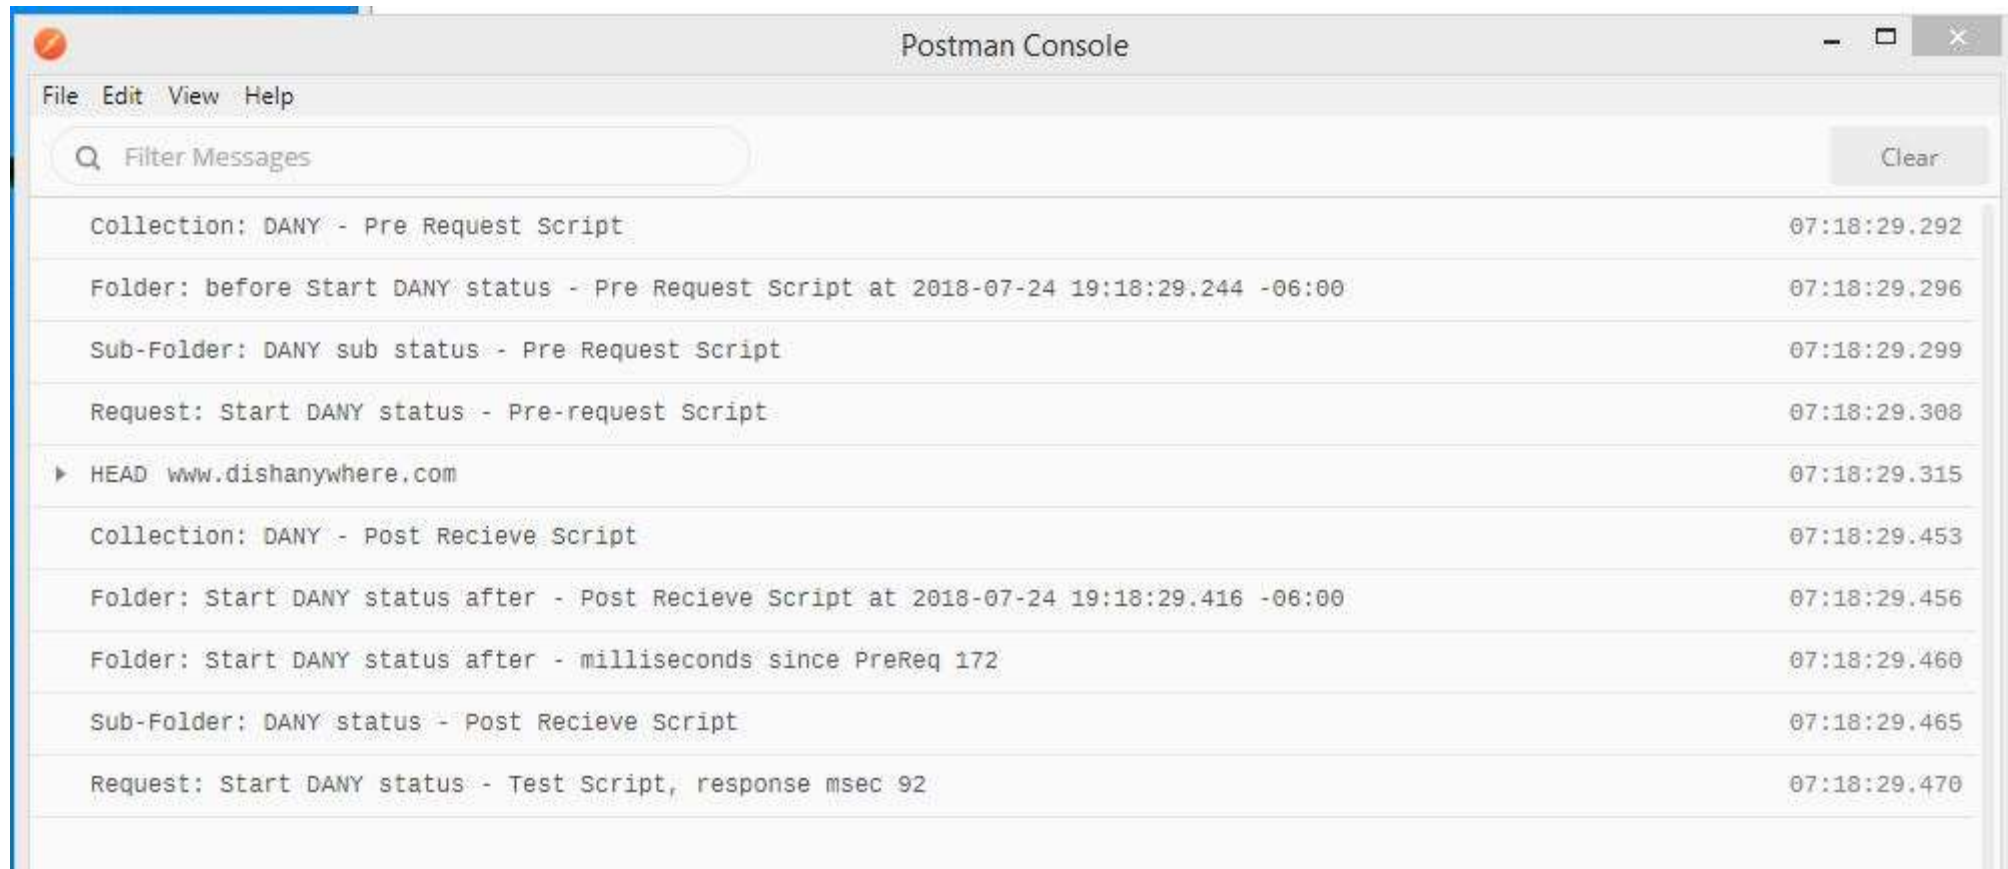 Postman Console
File Edit View Help
Filter Messages Clear
Collection: DANY - Pre Request Script 07:18:29.292
Folder: before Start DANY status - Pre Request Script at 2018-07-24 19:18:29.244 -06:00 07:18:29.296
Sub-Folder: DANY sub status - Pre Request Script 07:18:29.299
Request: Start DANY status - Pre-request Script 07:18:29.308
HEAD www.dishanywhere.com 07:18:29.315
Collection: DANY - Post Recieve Script 07:18:29.453
Folder: Start DANY status after - Post Recieve Script at 2018-07-24 19:18:29.416 -06:00 07:18:29.456
Folder: Start DANY status after - milliseconds since PreReq 172 07:18:29.460
Sub-Folder: DANY status - Post Recieve Script 07:18:29.465
Request: Start DANY status - Test Script, response msec 92 07:18:29.470